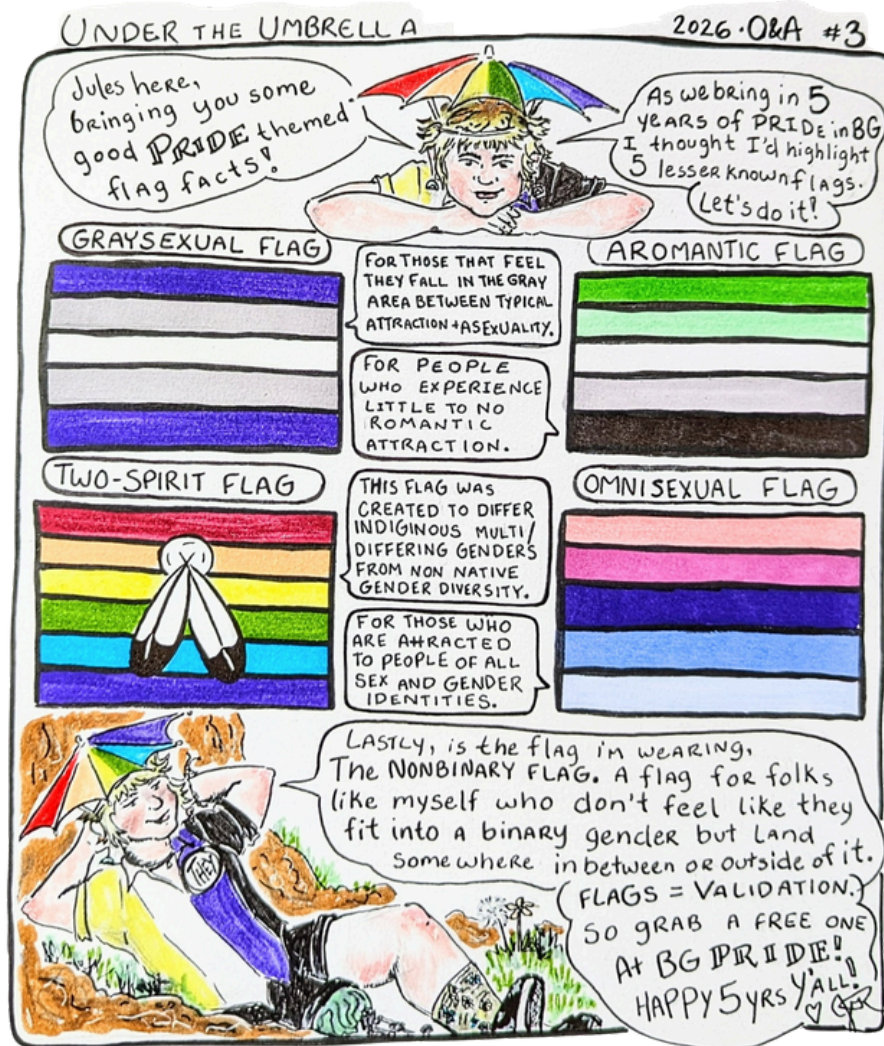 UNDER THE UMBRELLA
2026 · Q&A #3
Jules here,
bringing you some
good PRIDE themed
flag facts!
As we bring in 5
years of PRIDE in BG
I thought I'd highlight
5 lesser known flags.
Let's do it!
GRAYSEXUAL FLAG
FOR THOSE THAT FEEL
THEY FALL IN THE GRAY
AREA BETWEEN TYPICAL
ATTRACTION + ASEXUALITY.
AROMANTIC FLAG
FOR PEOPLE
WHO EXPERIENCE
LITTLE TO NO
ROMANTIC
ATTRACTION.
TWO-SPIRIT FLAG
THIS FLAG WAS
CREATED TO DIFFER
INDIGINOUS MULTI/
DIFFERING GENDERS
FROM NON NATIVE
GENDER DIVERSITY.
OMNISEXUAL FLAG
FOR THOSE WHO
ARE ATTRACTED
TO PEOPLE OF ALL
SEX AND GENDER
IDENTITIES.
LASTLY, is the flag i'm wearing,
The NONBINARY FLAG. A flag for folks
like myself who don't feel like they
fit into a binary gender but land
somewhere in between or outside of it.
FLAGS = VALIDATION.
SO GRAB A FREE ONE
At BG PRIDE!
HAPPY 5 YRS Y'ALL!
THEY